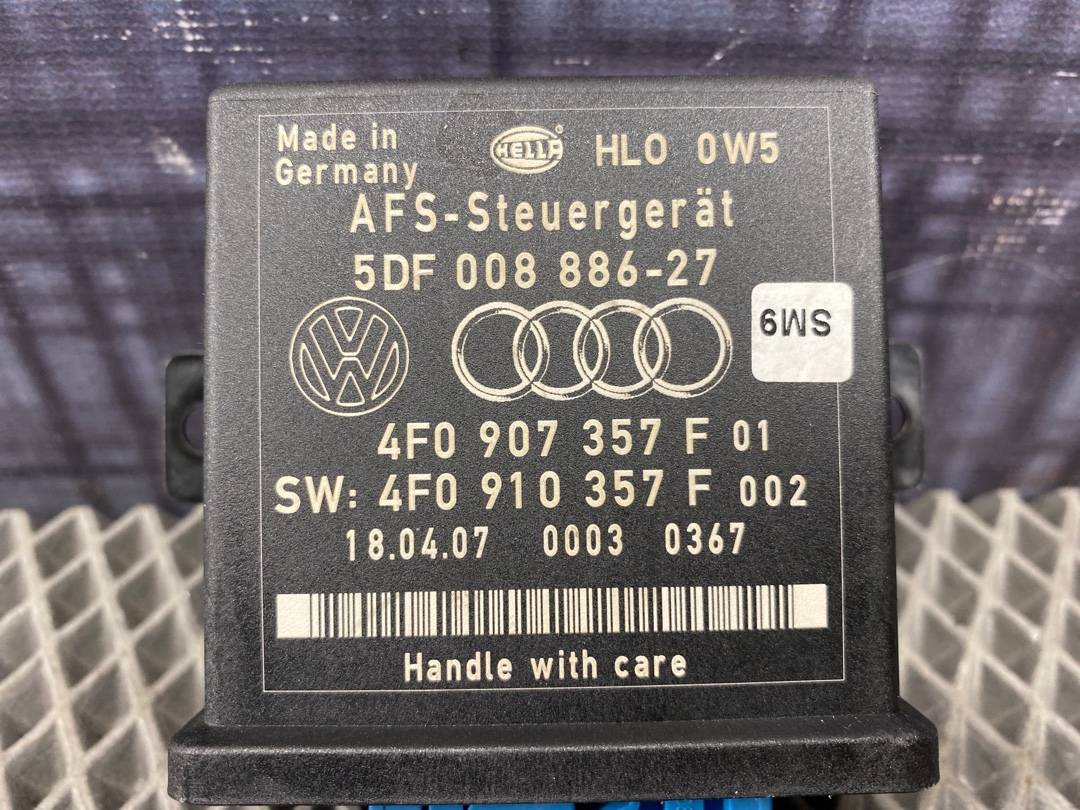 Made in Germany
HELLA® HLO 0W5
AFS-Steuergerät
5DF 008 886-27
SM9
4F0 907 357 F 01
SW: 4F0 910 357 F 002
18.04.07 0003 0367
Handle with care